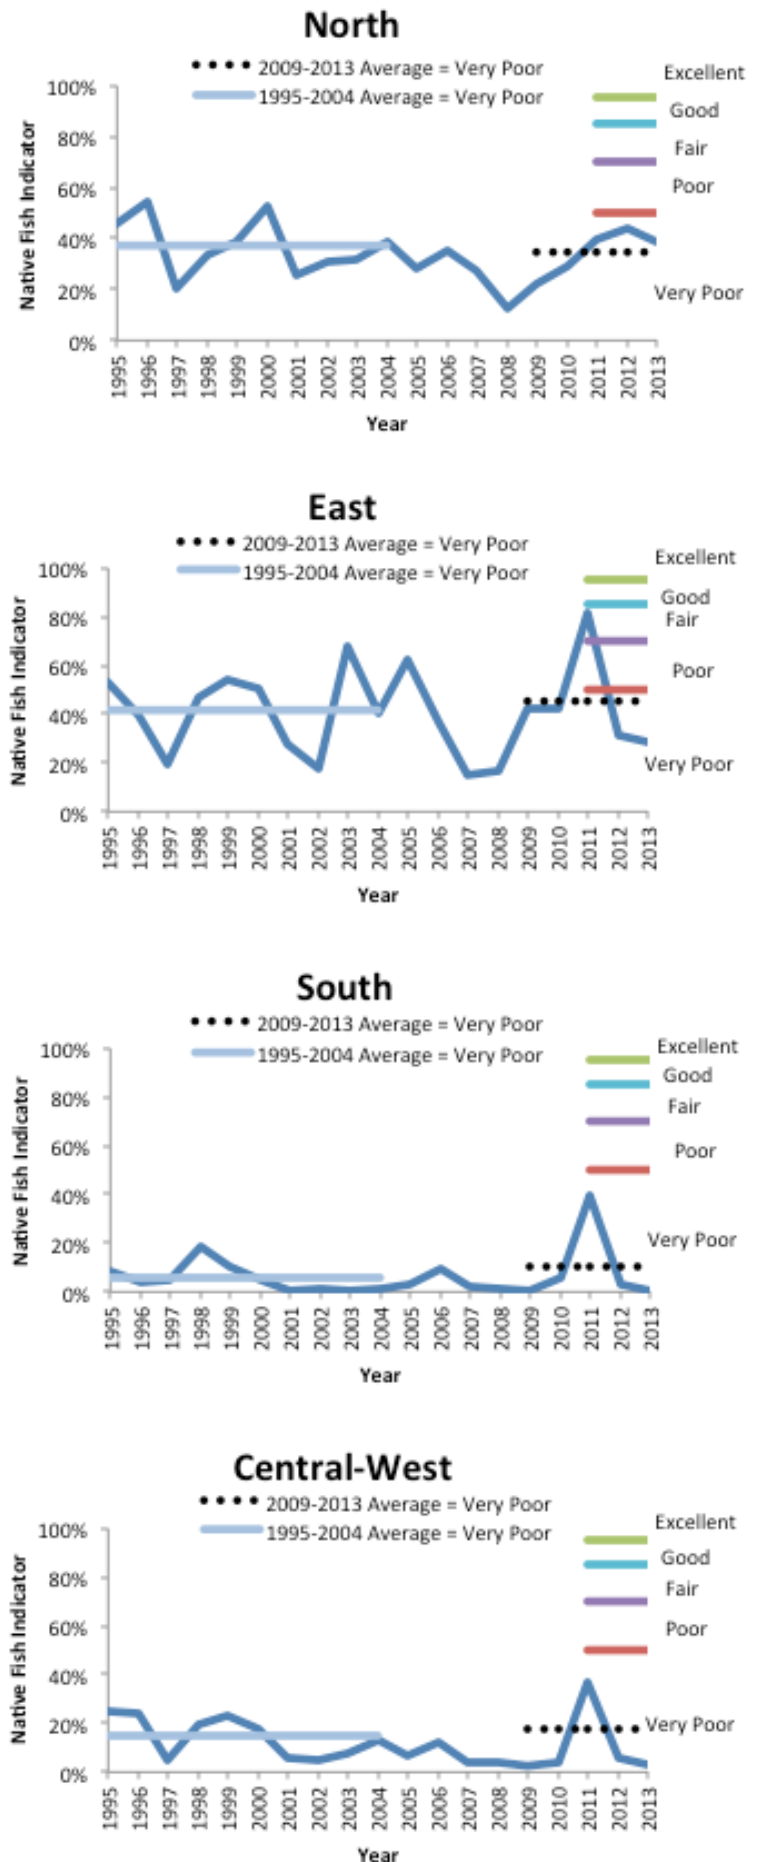 North
2009-2013 Average = Very Poor
1995-2004 Average = Very Poor
Excellent
Good
Fair
Poor
Very Poor
100%
80%
60%
40%
20%
0%
Native Fish Indicator
1995 1996 1997 1998 1999 2000 2001 2002 2003 2004 2005 2006 2007 2008 2009 2010 2011 2012 2013
Year
East
2009-2013 Average = Very Poor
1995-2004 Average = Very Poor
Excellent
Good
Fair
Poor
Very Poor
100%
80%
60%
40%
20%
0%
Native Fish Indicator
1995 1996 1997 1998 1999 2000 2001 2002 2003 2004 2005 2006 2007 2008 2009 2010 2011 2012 2013
Year
South
2009-2013 Average = Very Poor
1995-2004 Average = Very Poor
Excellent
Good
Fair
Poor
Very Poor
100%
80%
60%
40%
20%
0%
Native Fish Indicator
1995 1996 1997 1998 1999 2000 2001 2002 2003 2004 2005 2006 2007 2008 2009 2010 2011 2012 2013
Year
Central-West
2009-2013 Average = Very Poor
1995-2004 Average = Very Poor
Excellent
Good
Fair
Poor
Very Poor
100%
80%
60%
40%
20%
0%
Native Fish Indicator
1995 1996 1997 1998 1999 2000 2001 2002 2003 2004 2005 2006 2007 2008 2009 2010 2011 2012 2013
Year